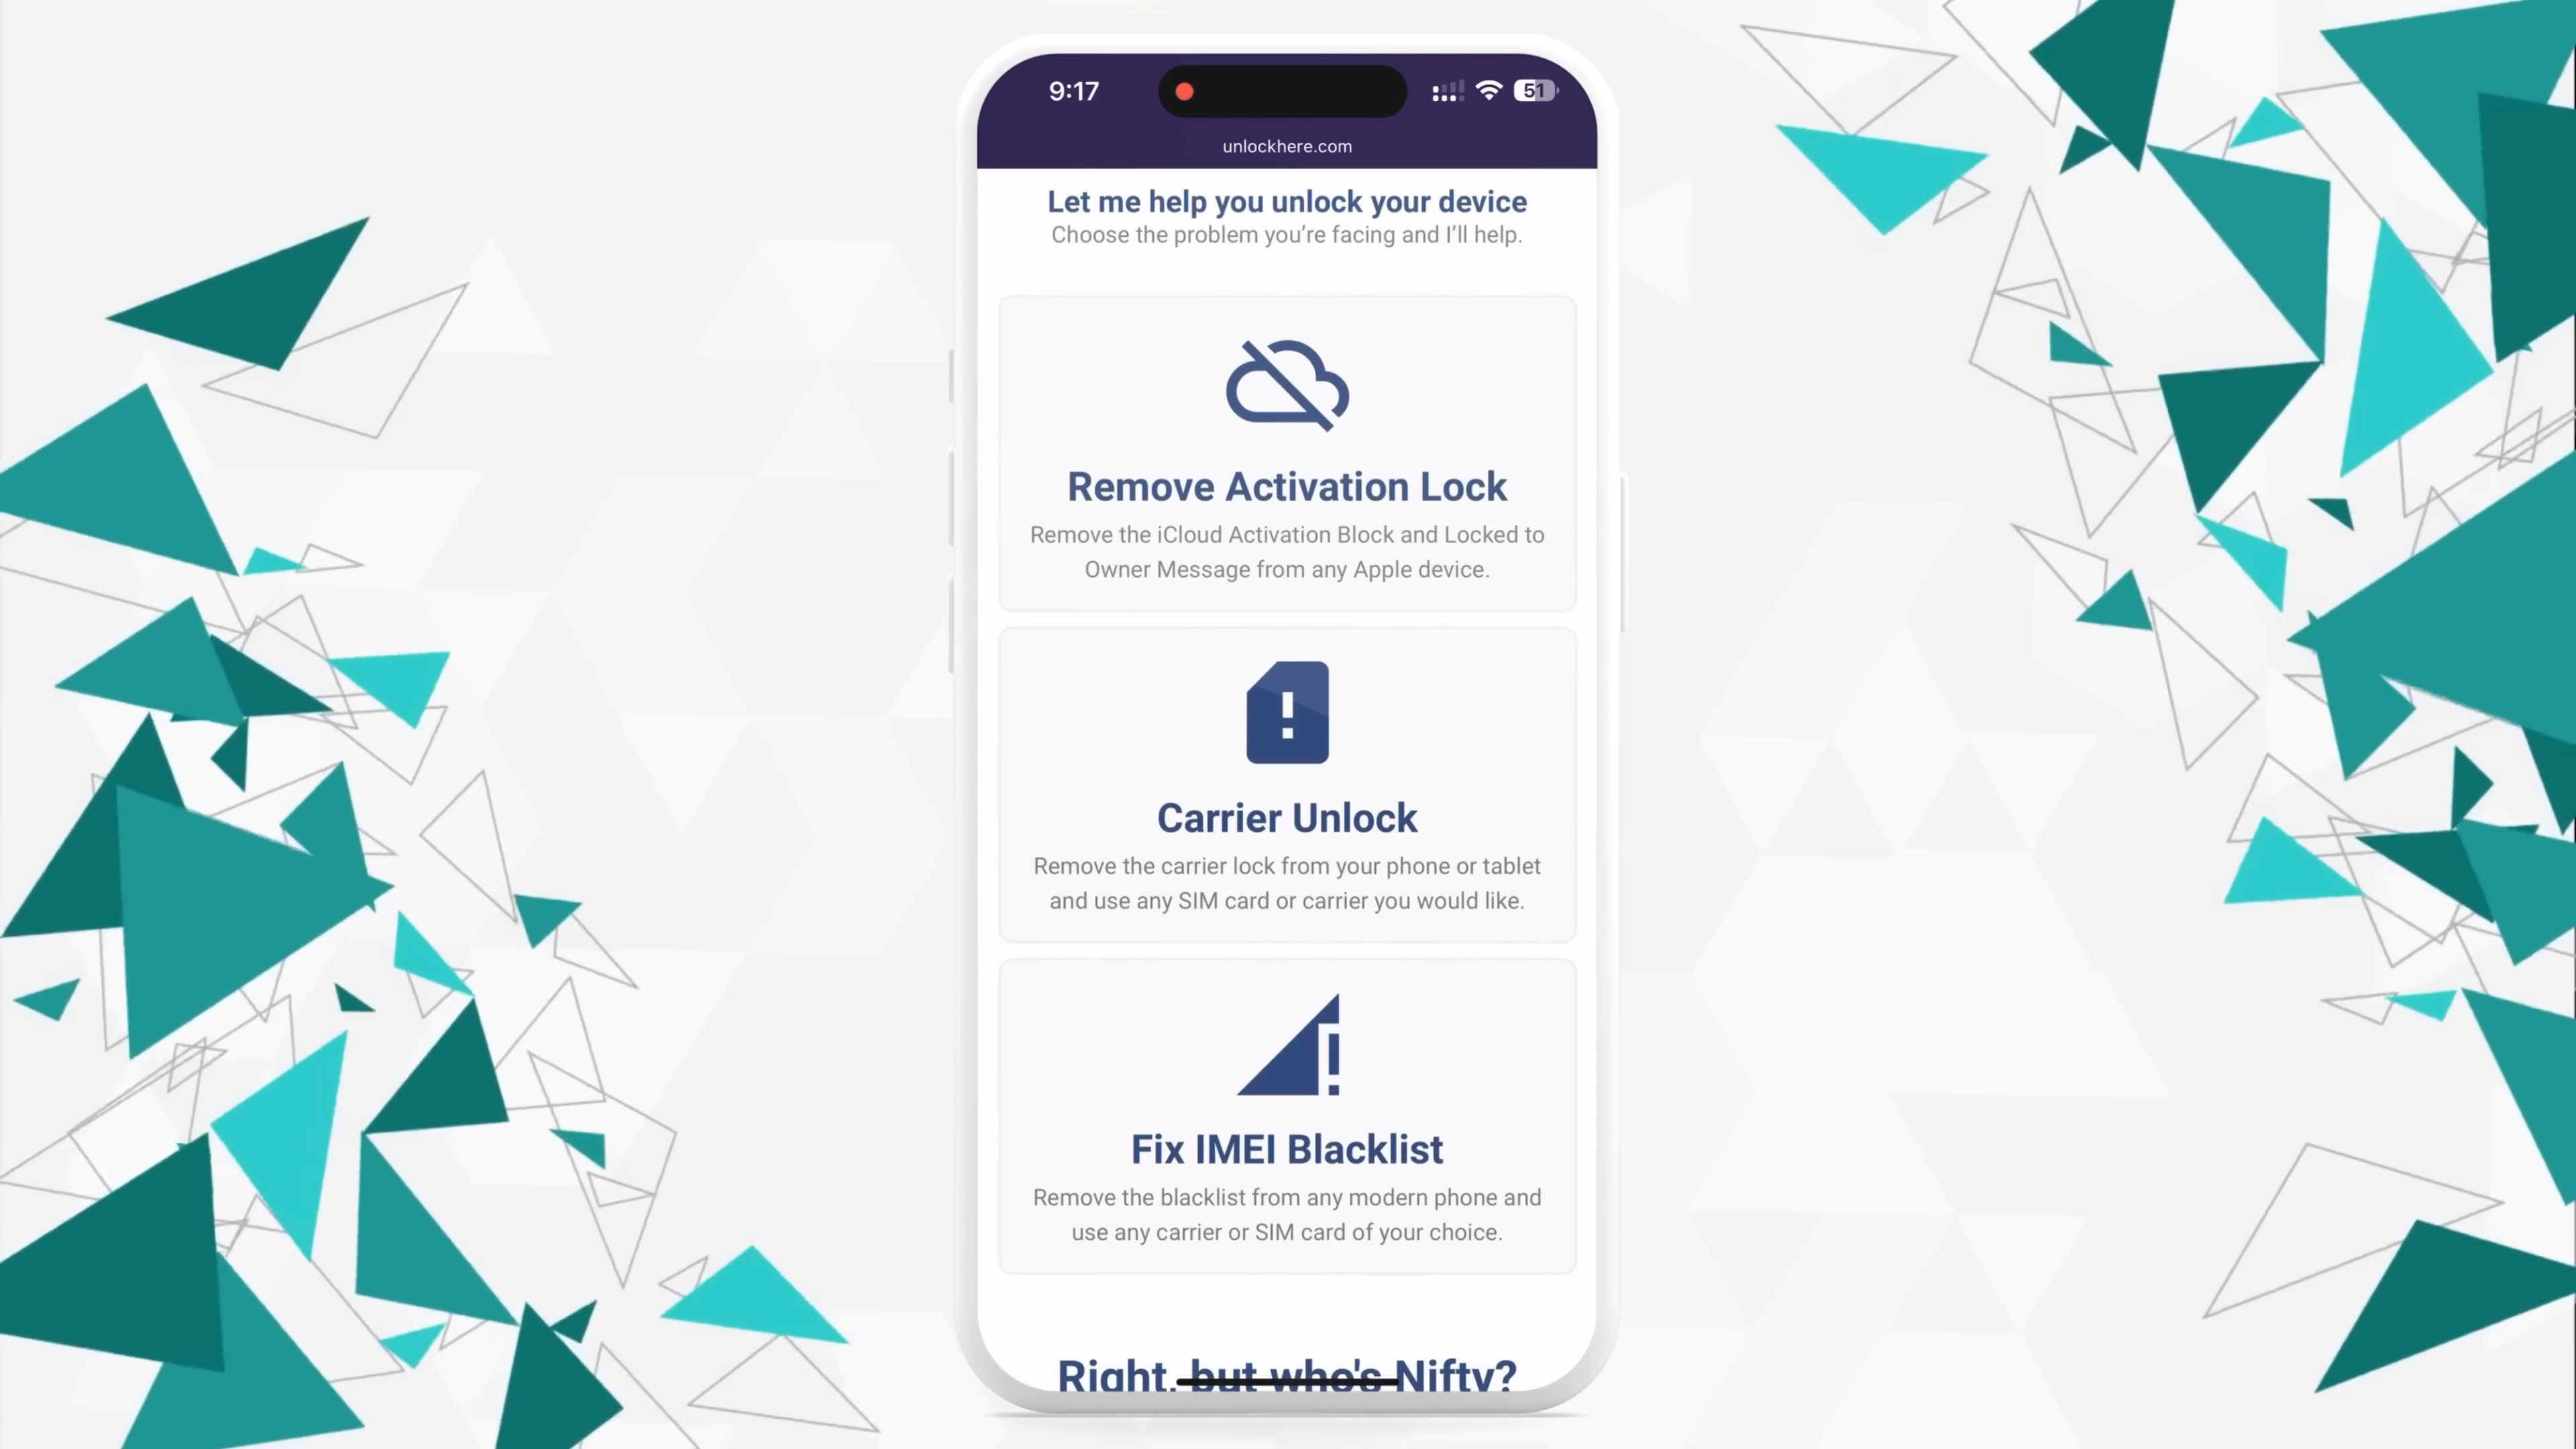 9:17
51
unlockhere.com
Let me help you unlock your device
Choose the problem you’re facing and I’ll help.
Remove Activation Lock
Remove the iCloud Activation Block and Locked to
Owner Message from any Apple device.
Carrier Unlock
Remove the carrier lock from your phone or tablet
and use any SIM card or carrier you would like.
Fix IMEI Blacklist
Remove the blacklist from any modern phone and
use any carrier or SIM card of your choice.
Right, but who's Nifty?